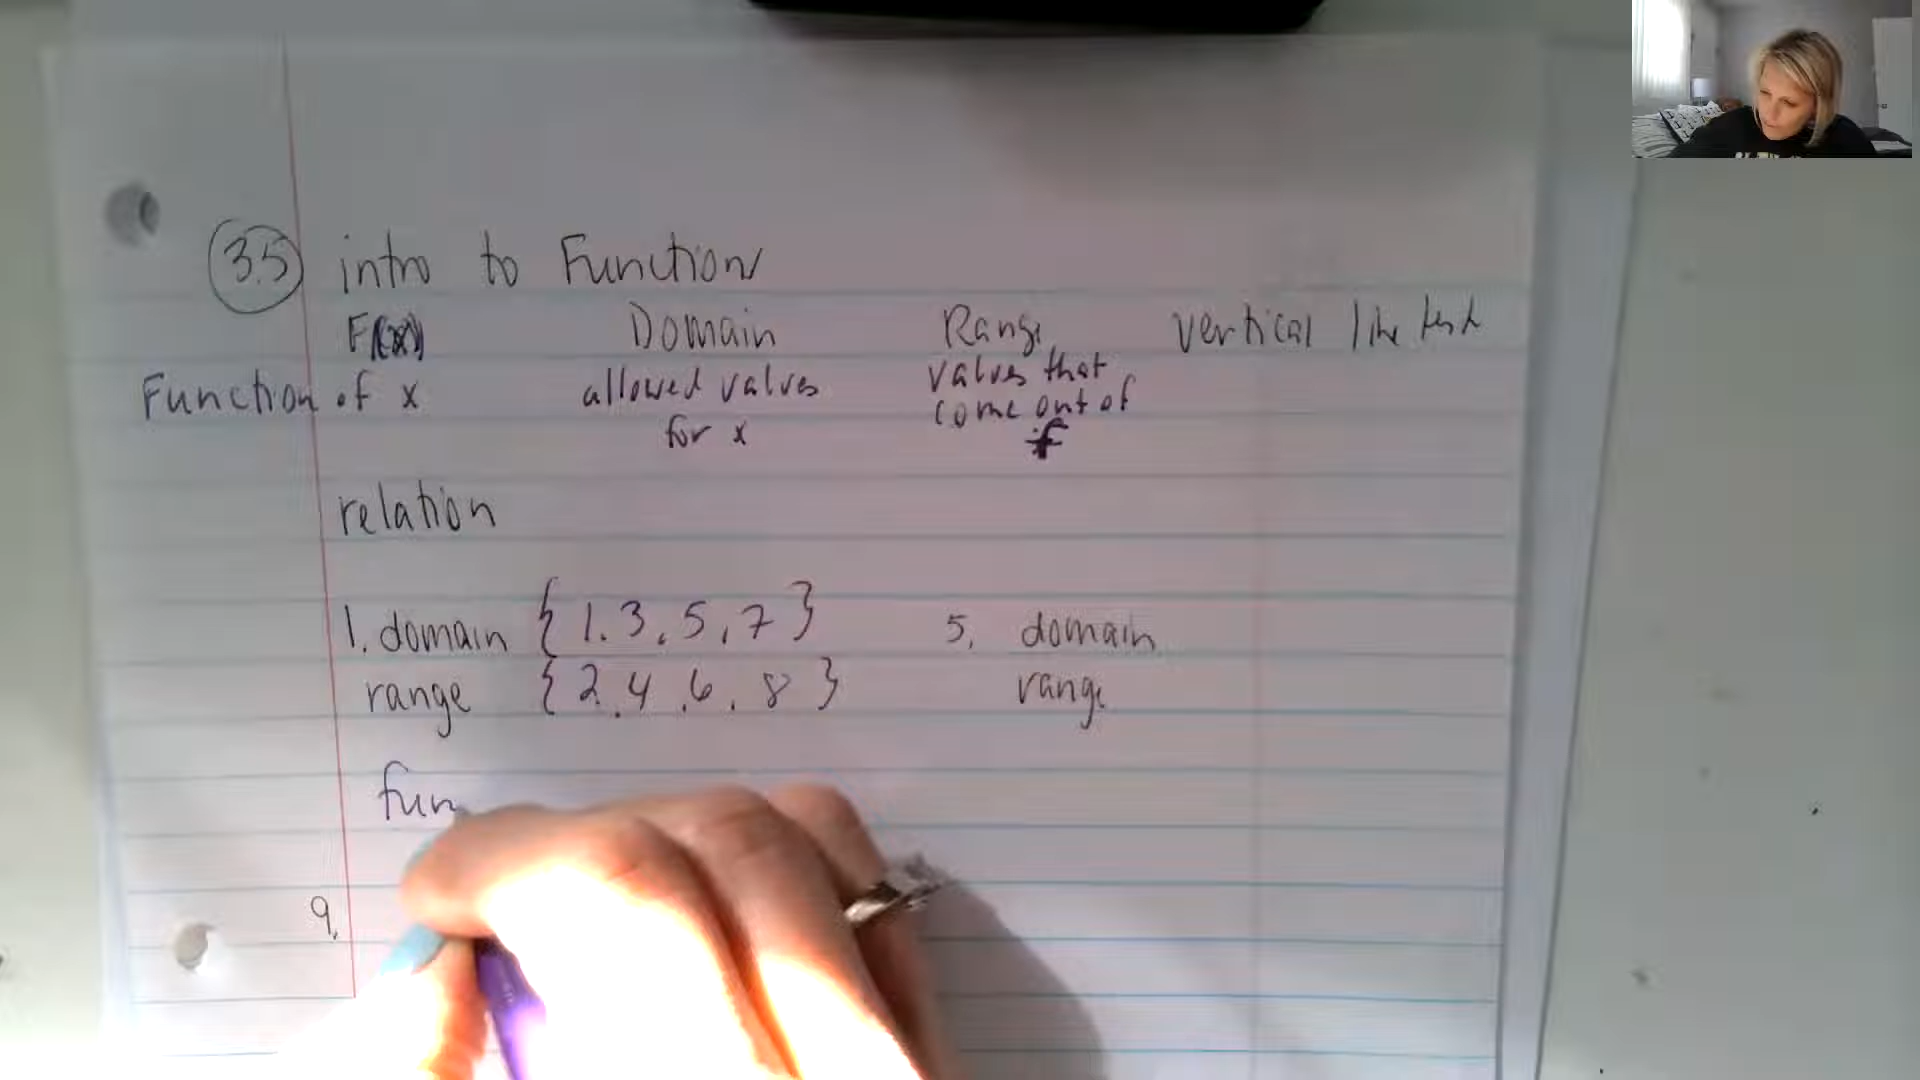 3.5 intro to Function
F(x) Domain Range vertical line test
Function of x allowed values values that
for x come out of
f
relation
1. domain {1, 3, 5, 7} 5. domain
range {2, 4, 6, 8} range
fun
9.